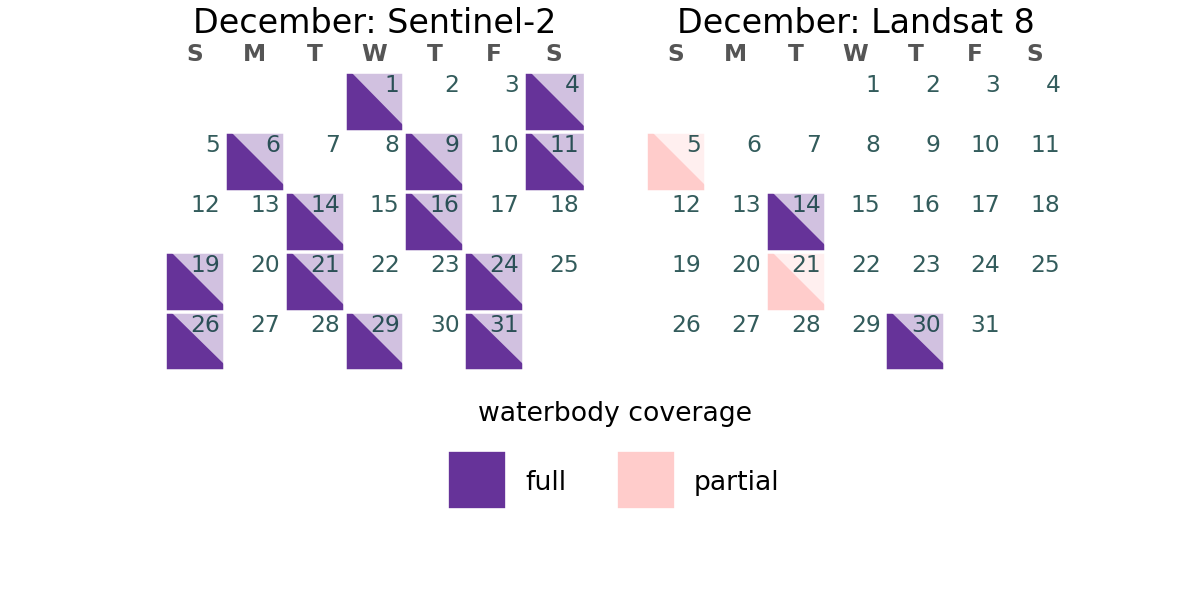 December: Sentinel-2
S M T W T F S
1 2 3 4
5 6 7 8 9 10 11
12 13 14 15 16 17 18
19 20 21 22 23 24 25
26 27 28 29 30 31
December: Landsat 8
S M T W T F S
1 2 3 4
5 6 7 8 9 10 11
12 13 14 15 16 17 18
19 20 21 22 23 24 25
26 27 28 29 30 31
waterbody coverage
full partial